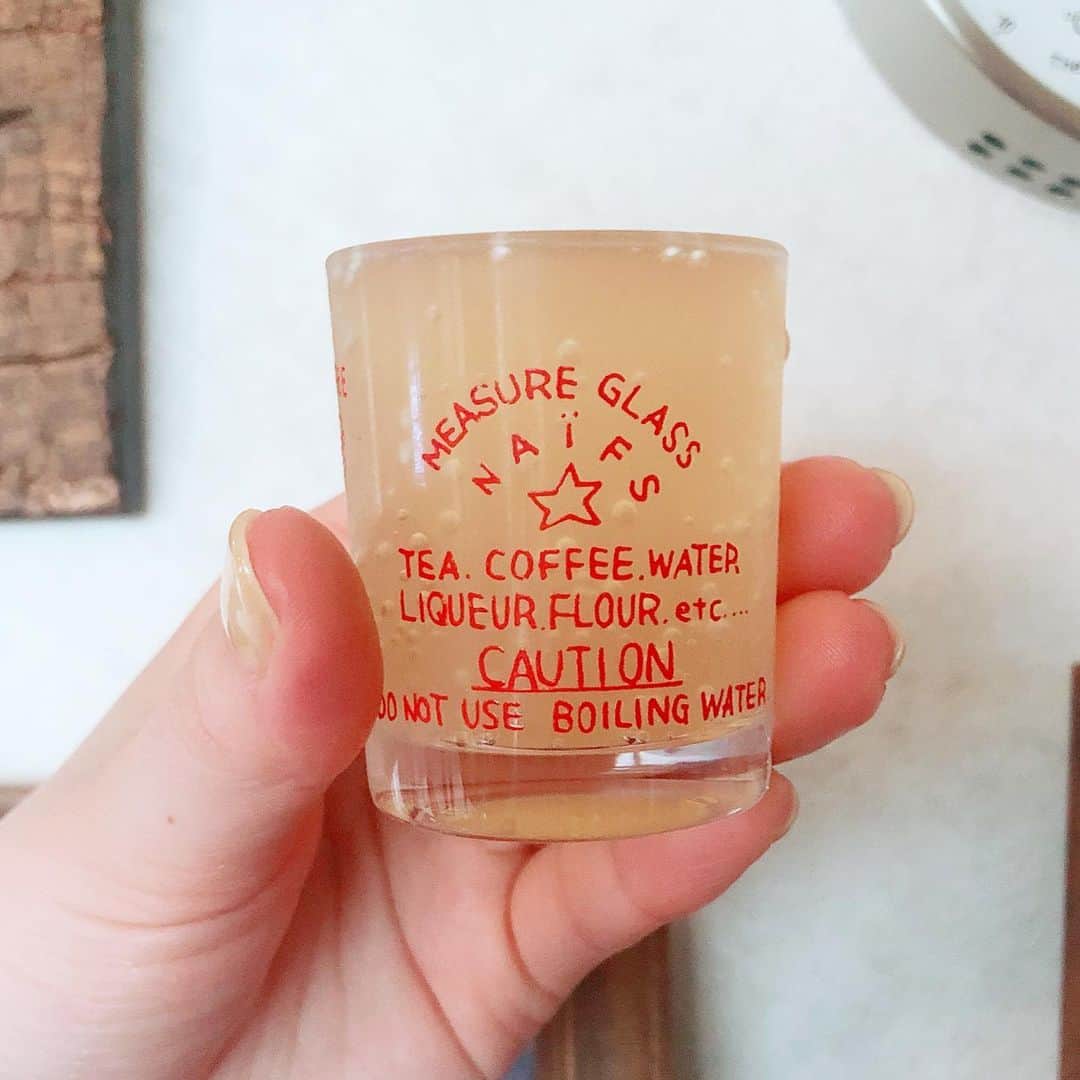 MEASURE GLASS
NAÏFS
TEA. COFFEE. WATER
LIQUEUR. FLOUR. etc....
CAUTION
DO NOT USE BOILING WATER